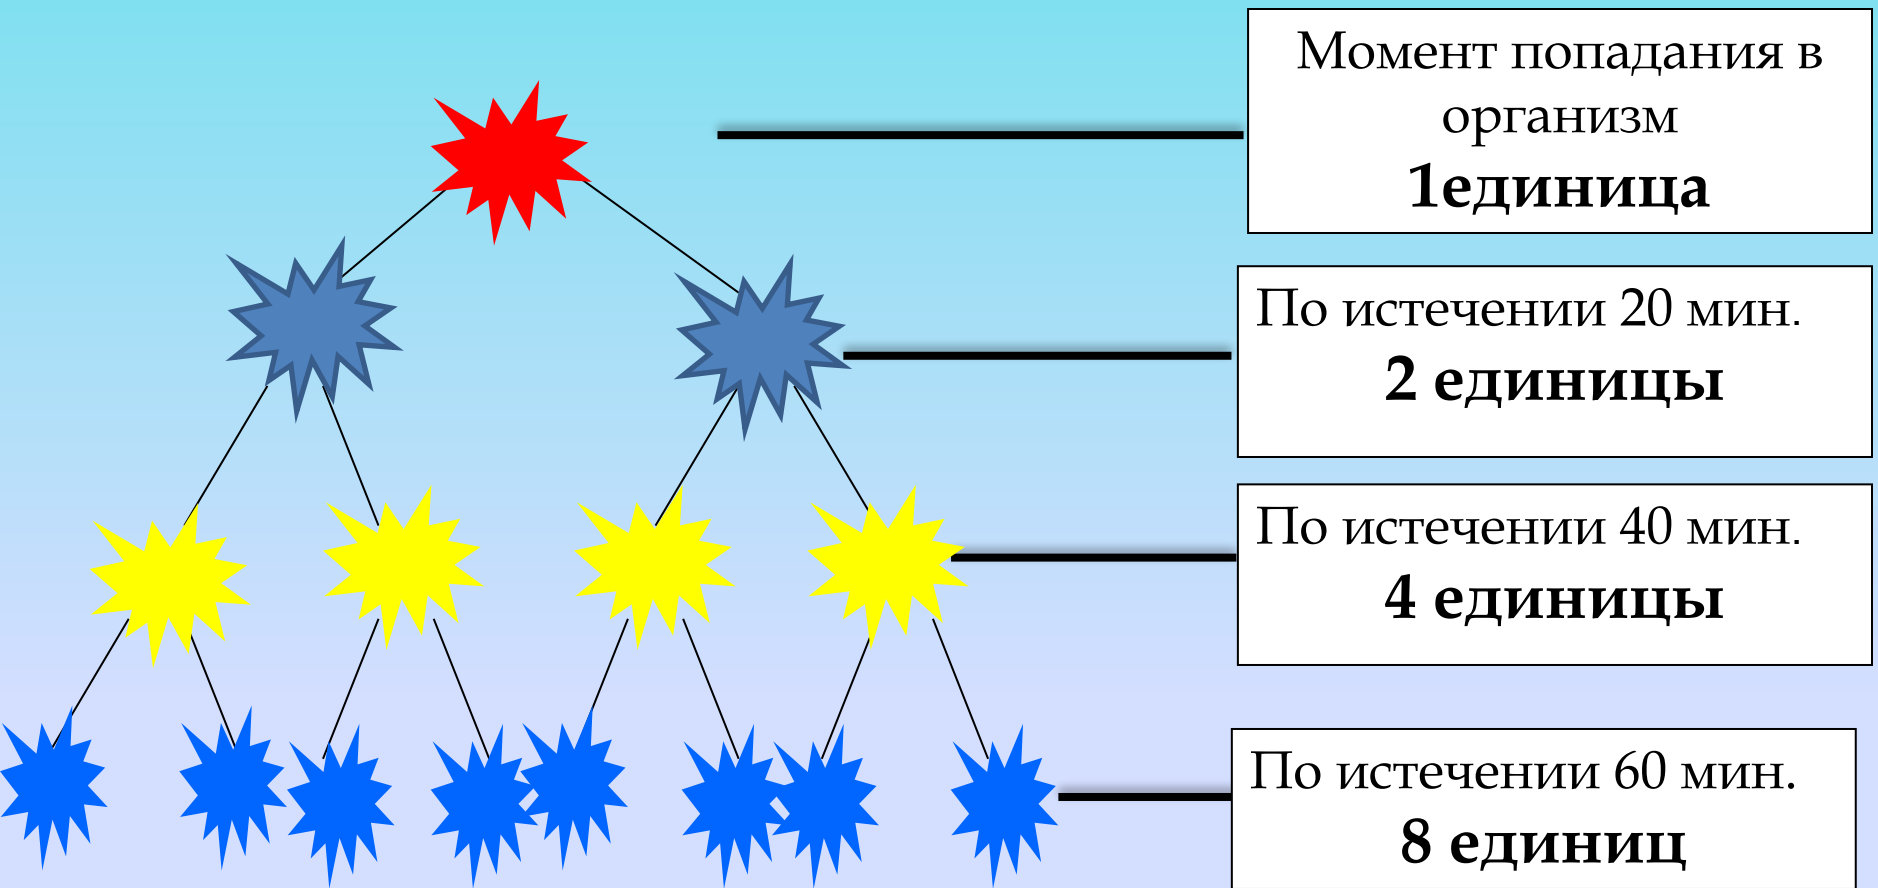 Момент попадания в
организм
1единица
По истечении 20 мин.
2 единицы
По истечении 40 мин.
4 единицы
По истечении 60 мин.
8 единиц